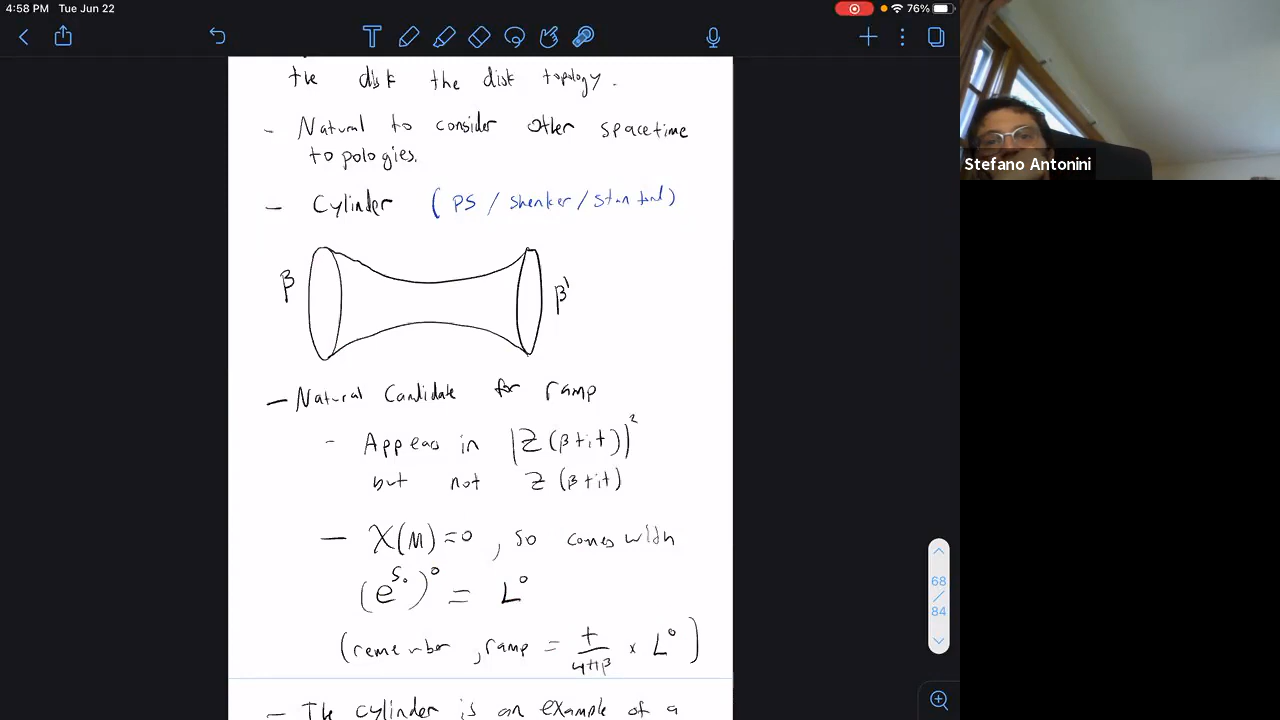 4:58 PM Tue Jun 22
76%
the disk the disk topology.
- Natural to consider other spacetime
topologies.
- Cylinder (PS / Shenker / Stanford)
β
β'
- Natural Candidate for ramp
- Appears in |Z(β+it)|²
but not Z(β+it)
- χ(M)=0, so comes with
(e^{S₀})⁰ = L⁰
(remember, ramp = t/4πβ × L⁰)
- The cylinder is an example of a
68
/
84
Stefano Antonini